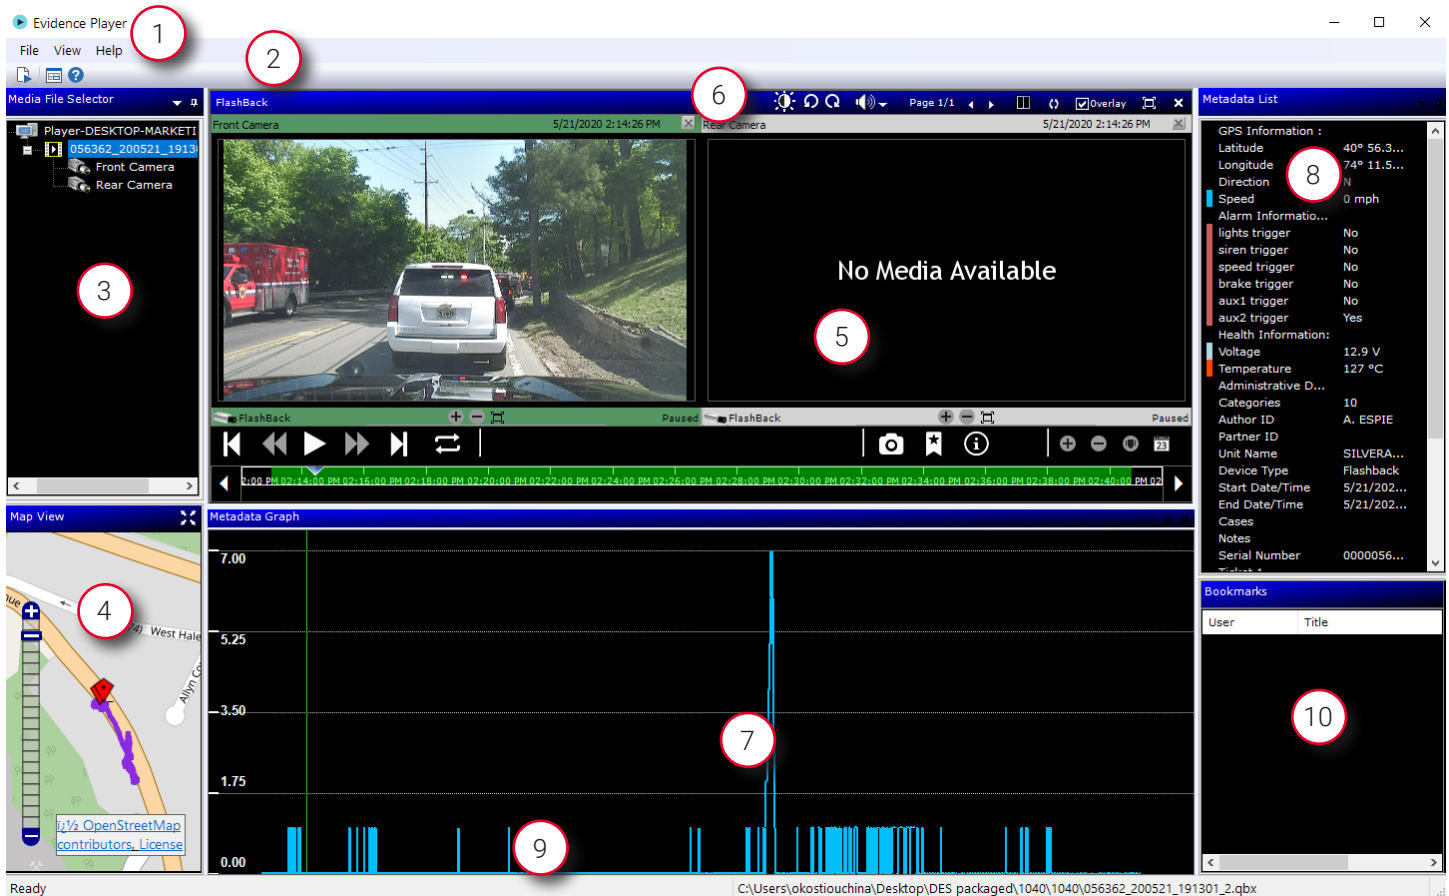 Evidence Player
1
File View Help
2
Media File Selector
Player-DESKTOP-MARKETI
056362_200521_191301
Front Camera
Rear Camera
3
FlashBack
6
Page 1/1
Overlay
Front Camera 5/21/2020 2:14:26 PM
Rear Camera 5/21/2020 2:14:26 PM
No Media Available
5
FlashBack Paused
FlashBack Paused
23
2:00 PM 02:14:00 PM 02:16:00 PM 02:18:00 PM 02:20:00 PM 02:22:00 PM 02:24:00 PM 02:26:00 PM 02:28:00 PM 02:30:00 PM 02:32:00 PM 02:34:00 PM 02:36:00 PM 02:38:00 PM 02:40:00 PM 02
Metadata List
GPS Information :
Latitude 40° 56.3...
Longitude 74° 11.5...
8
Direction N
Speed 0 mph
Alarm Informatio...
lights trigger No
siren trigger No
speed trigger No
brake trigger No
aux1 trigger No
aux2 trigger Yes
Health Information:
Voltage 12.9 V
Temperature 127 °C
Administrative D...
Categories 10
Author ID A. ESPIE
Partner ID
Unit Name SILVERA...
Device Type Flashback
Start Date/Time 5/21/202...
End Date/Time 5/21/202...
Cases
Notes
Serial Number 0000056...
Map View
4
West Hale
Allyn Co
ï¿½ OpenStreetMap
contributors, License
Metadata Graph
7.00
5.25
3.50
1.75
0.00
7
9
Bookmarks
User Title
10
Ready
C:\Users\okostiouchina\Desktop\DES packaged\1040\1040\056362_200521_191301_2.qbx